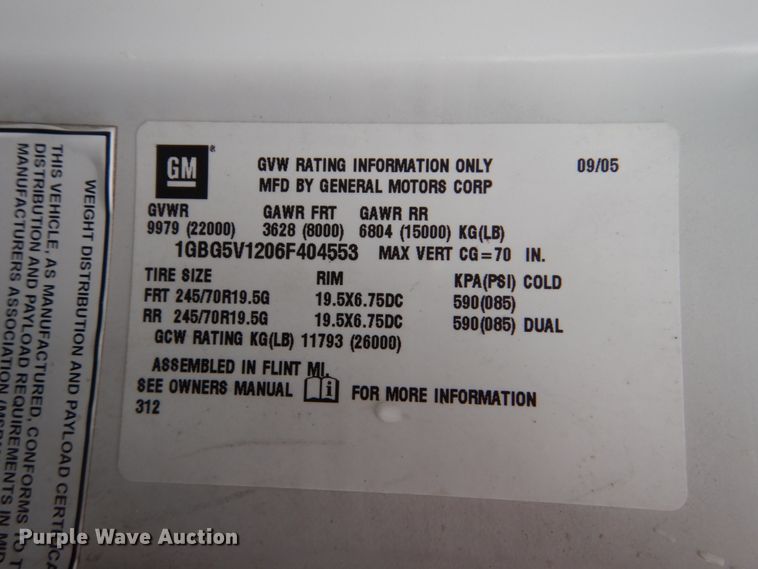 GM
GVW RATING INFORMATION ONLY 09/05
MFD BY GENERAL MOTORS CORP
GVWR GAWR FRT GAWR RR
9979 (22000) 3628 (8000) 6804 (15000) KG(LB)
1GBG5V1206F404553 MAX VERT CG=70 IN.
TIRE SIZE RIM KPA(PSI) COLD
FRT 245/70R19.5G 19.5X6.75DC 590(085)
RR 245/70R19.5G 19.5X6.75DC 590(085) DUAL
GCW RATING KG(LB) 11793 (26000)
ASSEMBLED IN FLINT MI.
SEE OWNERS MANUAL i FOR MORE INFORMATION
312
WEIGHT DISTRIBUTION AND PAYLOAD
THIS VEHICLE, AS MANUFACTURED, CONFORMS TO
DISTRIBUTION AND PAYLOAD REQUIREMENTS IN
MANUFACTURERS ASSOCIATION
Purple Wave Auction